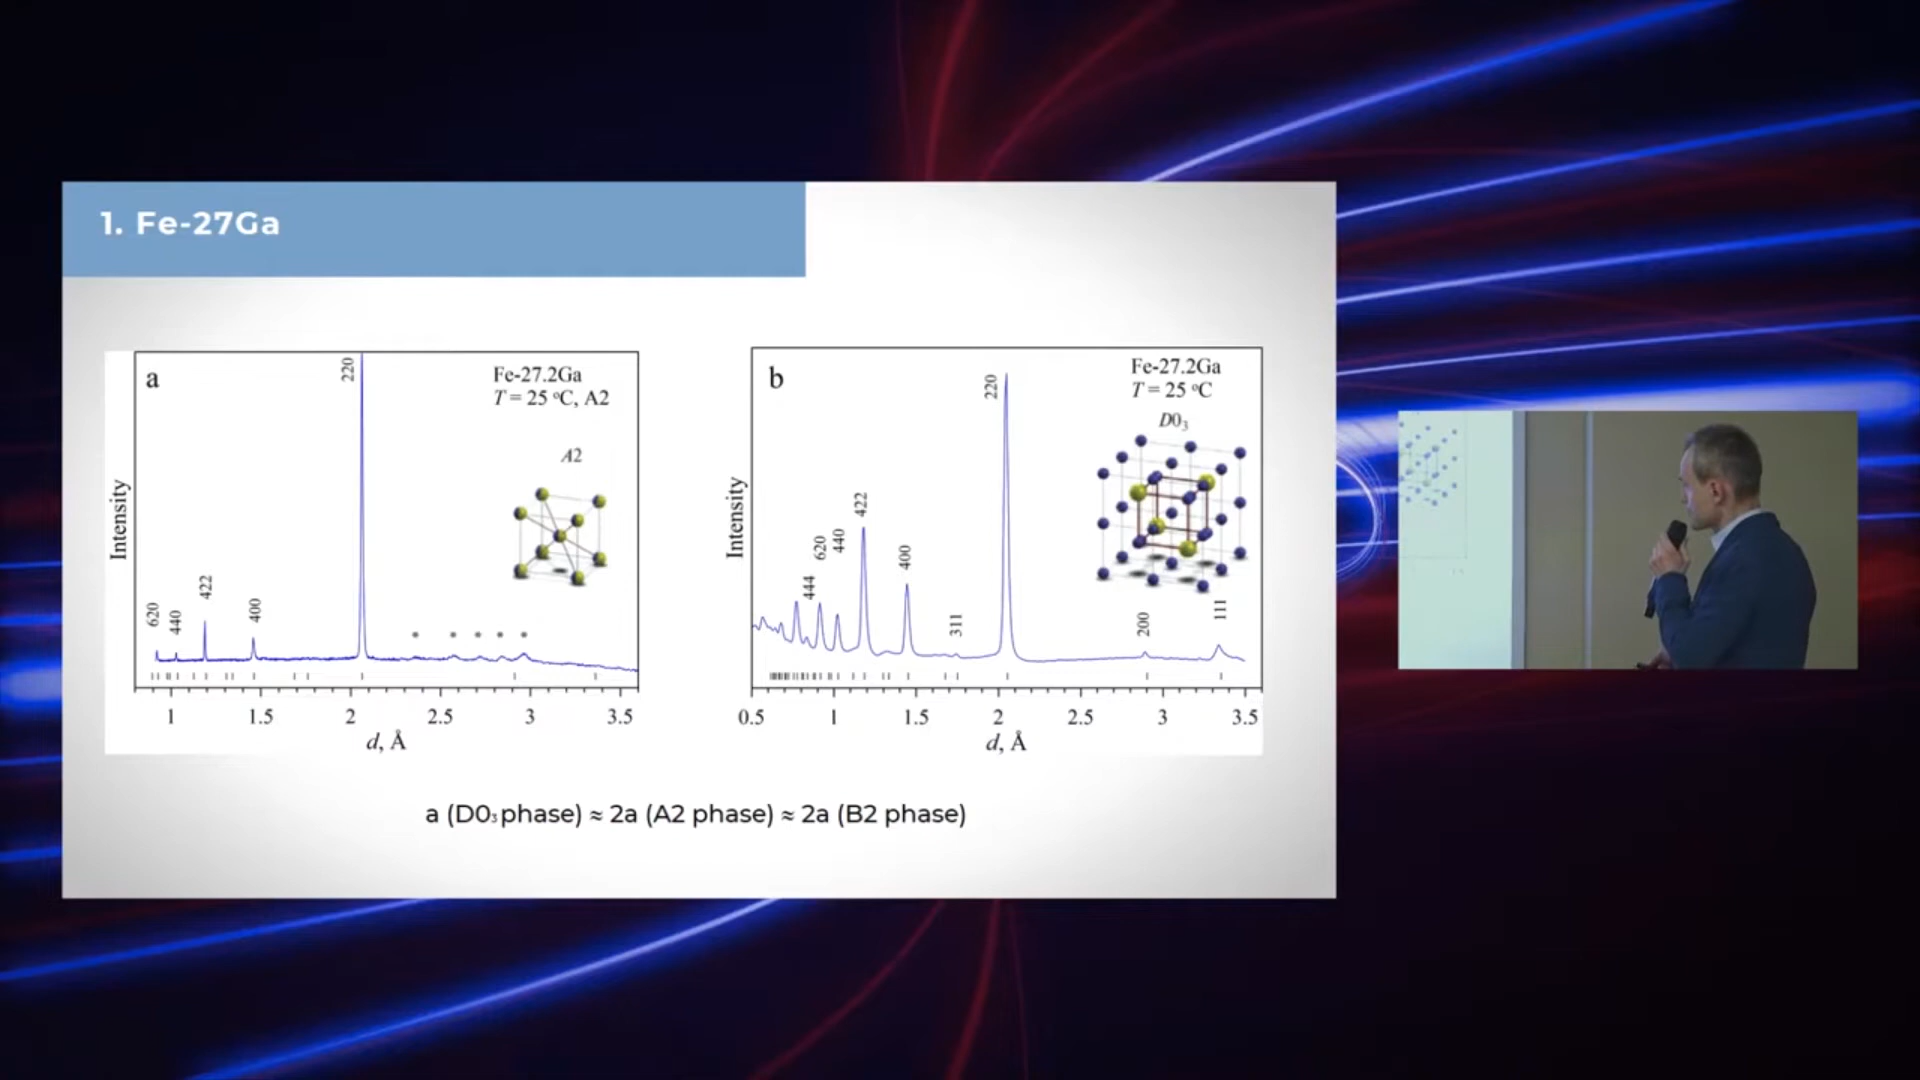 1. Fe-27Ga
a
220
Fe-27.2Ga
T = 25 °C, A2
A2
Intensity
620
440
422
400
* * * * *
1 1.5 2 2.5 3 3.5
d, Å
b
220
Fe-27.2Ga
T = 25 °C
D0₃
Intensity
444
620
440
422
400
311
200
111
0.5 1 1.5 2 2.5 3 3.5
d, Å
a (D0₃ phase) ≈ 2a (A2 phase) ≈ 2a (B2 phase)